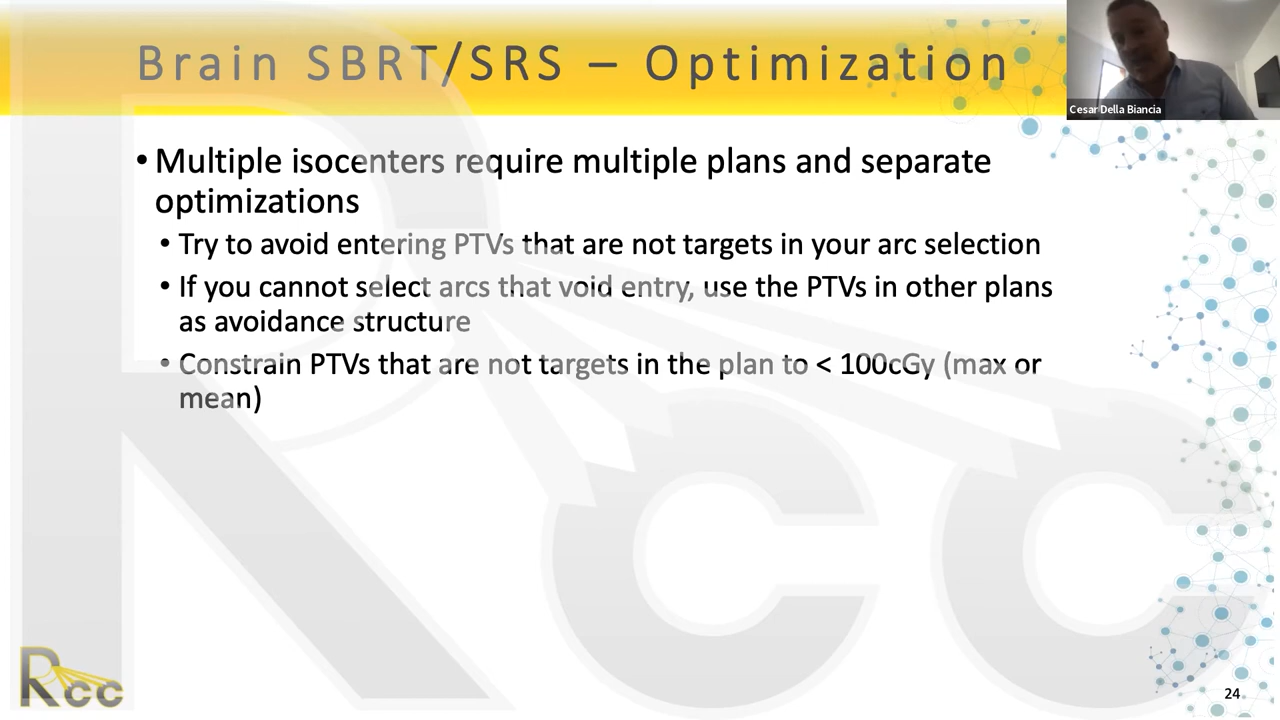 Brain SBRT/SRS – Optimization
Cesar Della Biancia
• Multiple isocenters require multiple plans and separate
optimizations
• Try to avoid entering PTVs that are not targets in your arc selection
• If you cannot select arcs that void entry, use the PTVs in other plans
as avoidance structure
• Constrain PTVs that are not targets in the plan to < 100cGy (max or
mean)
Rcc
Rcc
24